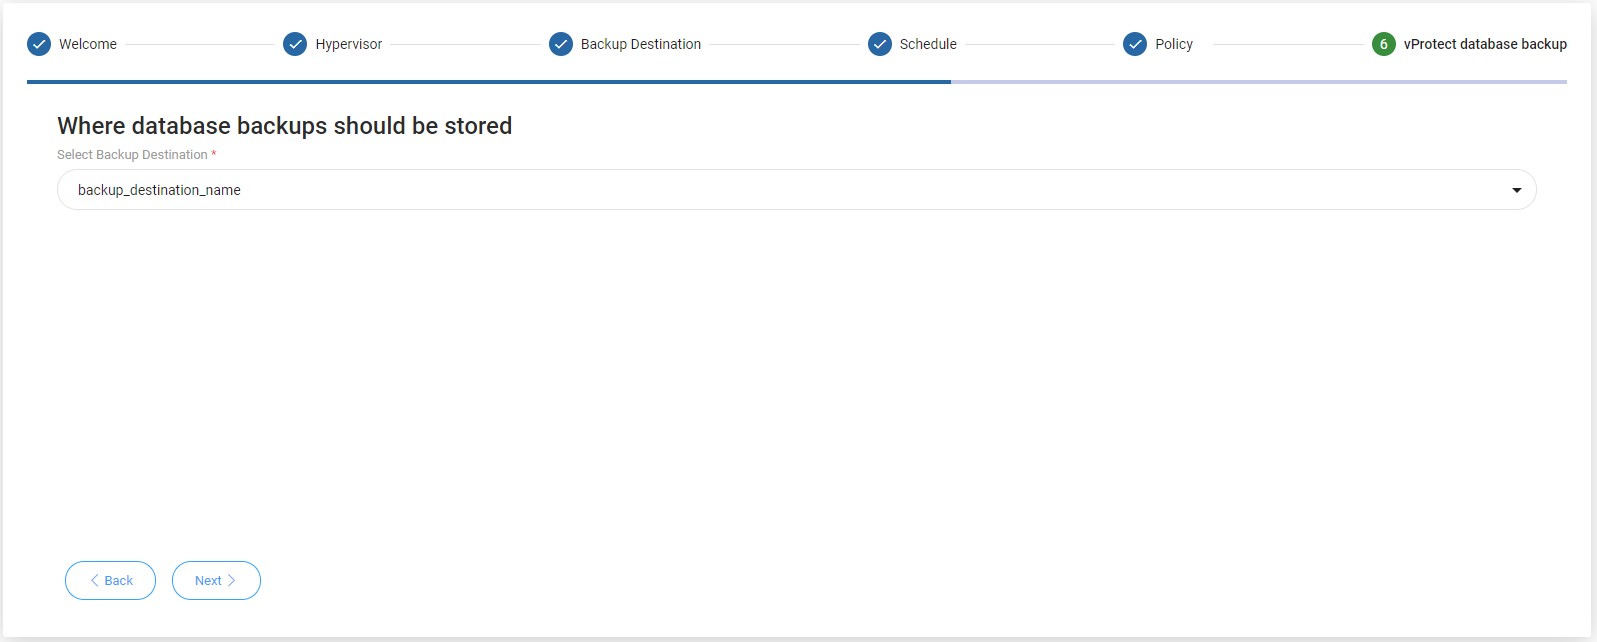 Welcome Hypervisor Backup Destination Schedule Policy 6 vProtect database backup
Where database backups should be stored
Select Backup Destination *
backup_destination_name
Back Next